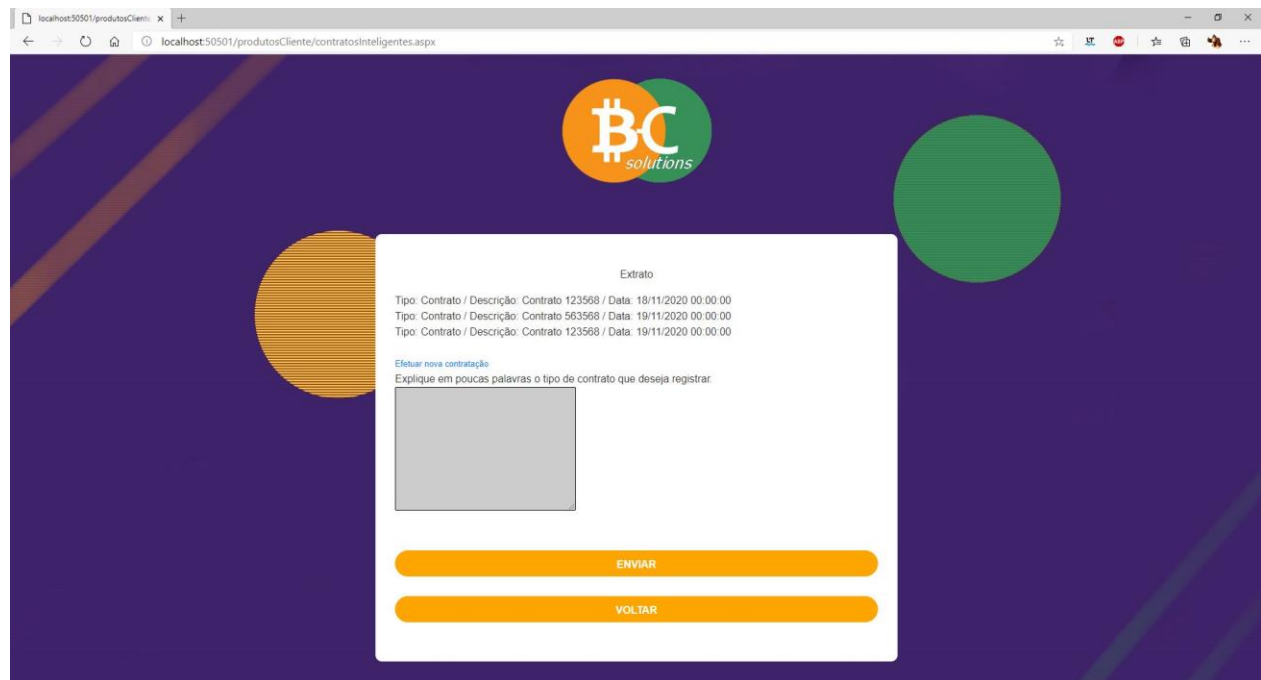 localhost:50501/produtosCliente
localhost:50501/produtosCliente/contratosInteligentes.aspx
BC
solutions
Extrato
Tipo: Contrato / Descrição: Contrato 123568 / Data: 18/11/2020 00:00:00
Tipo: Contrato / Descrição: Contrato 563568 / Data: 19/11/2020 00:00:00
Tipo: Contrato / Descrição: Contrato 123568 / Data: 19/11/2020 00:00:00
Efetuar nova contratação
Explique em poucas palavras o tipo de contrato que deseja registrar.
ENVIAR
VOLTAR